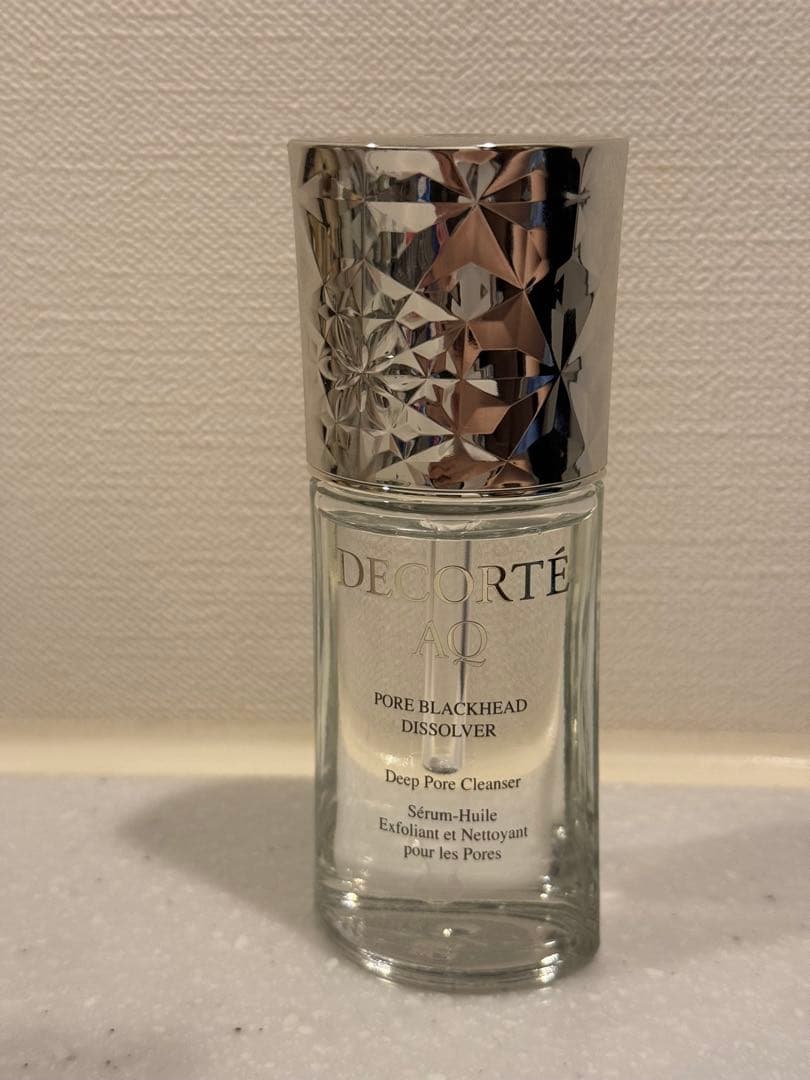 DECORTÉ
AQ
PORE BLACKHEAD
DISSOLVER
Deep Pore Cleanser
Sérum-Huile
Exfoliant et Nettoyant
pour les Pores